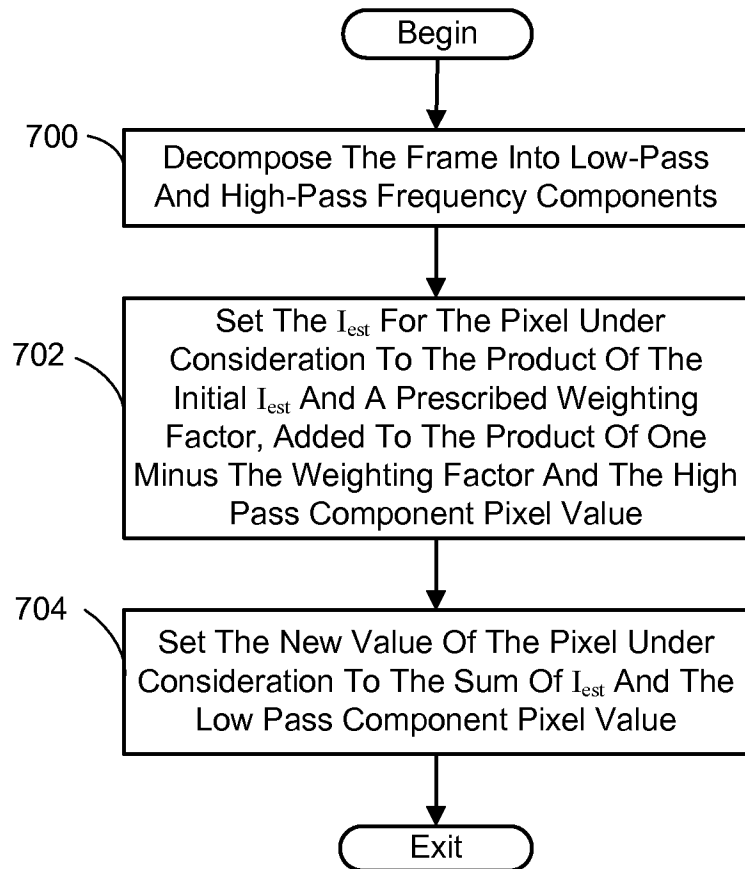 Begin
700
Decompose The Frame Into Low-Pass
And High-Pass Frequency Components
702
Set The Iest For The Pixel Under
Consideration To The Product Of The
Initial Iest And A Prescribed Weighting
Factor, Added To The Product Of One
Minus The Weighting Factor And The High
Pass Component Pixel Value
704
Set The New Value Of The Pixel Under
Consideration To The Sum Of Iest And The
Low Pass Component Pixel Value
Exit